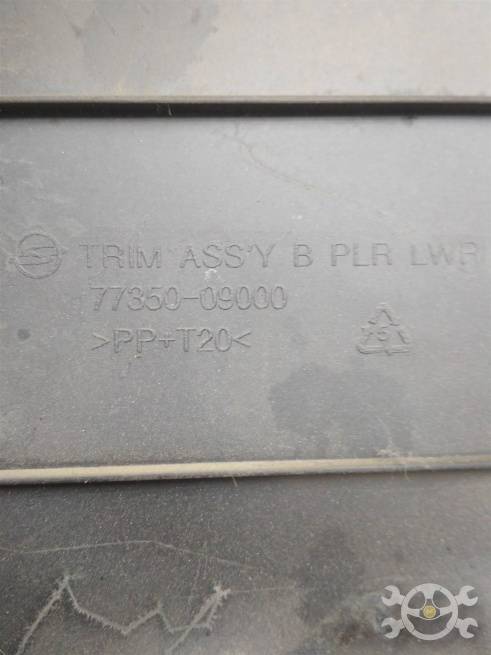 TRIM ASS'Y B PLR LWR
77350-09000
>PP+T20<